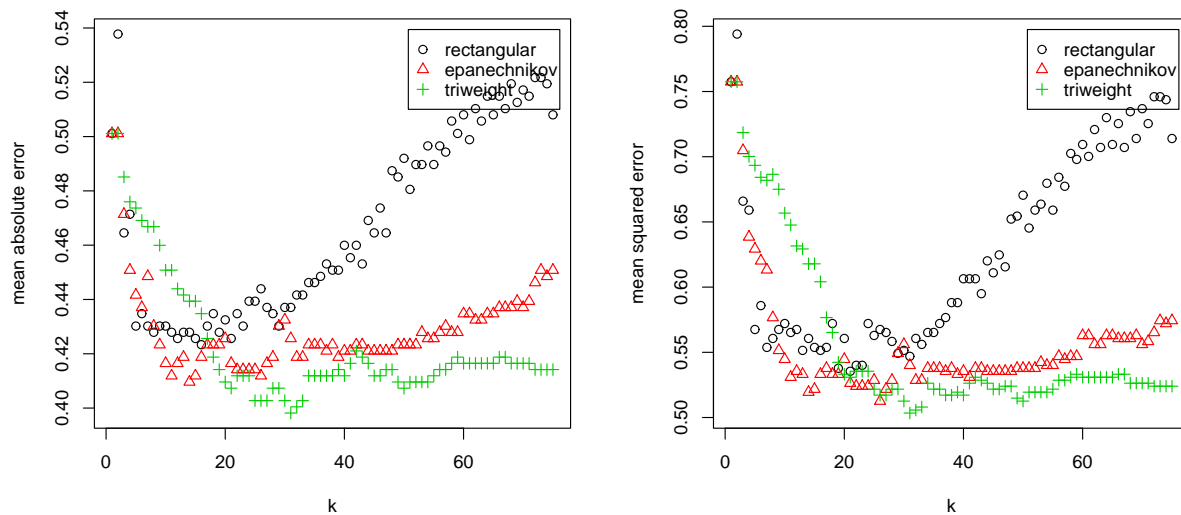 mean absolute error
0.40 0.42 0.44 0.46 0.48 0.50 0.52 0.54
rectangular
epanechnikov
triweight
0 20 40 60
k
mean squared error
0.50 0.55 0.60 0.65 0.70 0.75 0.80
rectangular
epanechnikov
triweight
0 20 40 60
k